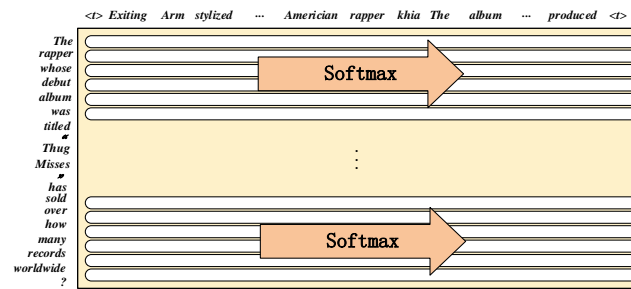 <t> Exiting Arm stylized ... Americian rapper khia The album ... produced <t>
The
rapper
whose
debut
album
was
titled
“
Thug
Misses
”
has
sold
over
how
many
records
worldwide
?
Softmax
Softmax